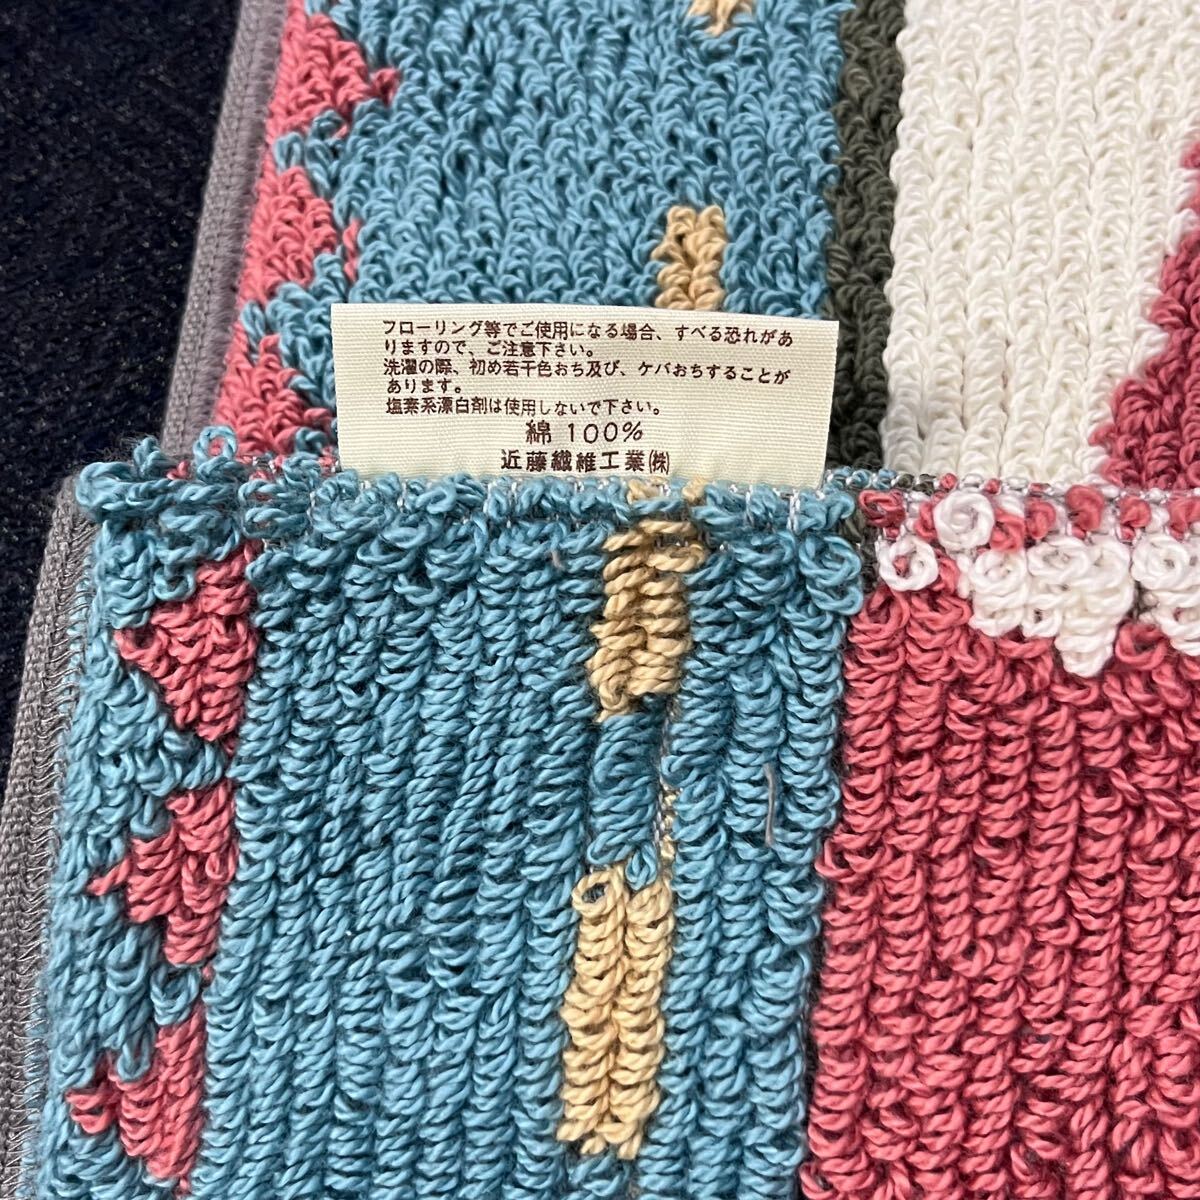 フローリング等でご使用になる場合、すべる恐れがあ
りますので、ご注意下さい。
洗濯の際、初め若干色おち及び、ケバおちすることが
あります。
塩素系漂白剤は使用しないで下さい。
綿 100%
近藤繊維工業㈱